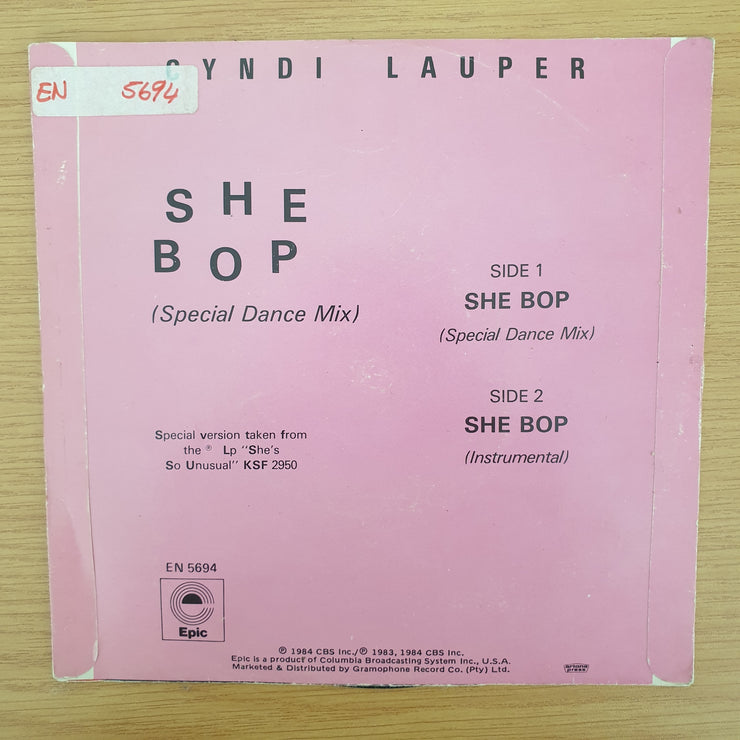 CYNDI LAUPER
EN 5694
SHE
BOP
(Special Dance Mix)
SIDE 1
SHE BOP
(Special Dance Mix)
SIDE 2
SHE BOP
(Instrumental)
Special version taken from
the ℗ Lp "She's
So Unusual" KSF 2950
EN 5694
Epic
℗ 1984 CBS Inc./℗ 1983, 1984 CBS Inc.
Epic is a product of Columbia Broadcasting System Inc., U.S.A.
Marketed & Distributed by Gramophone Record Co. (Pty) Ltd.
artone
press